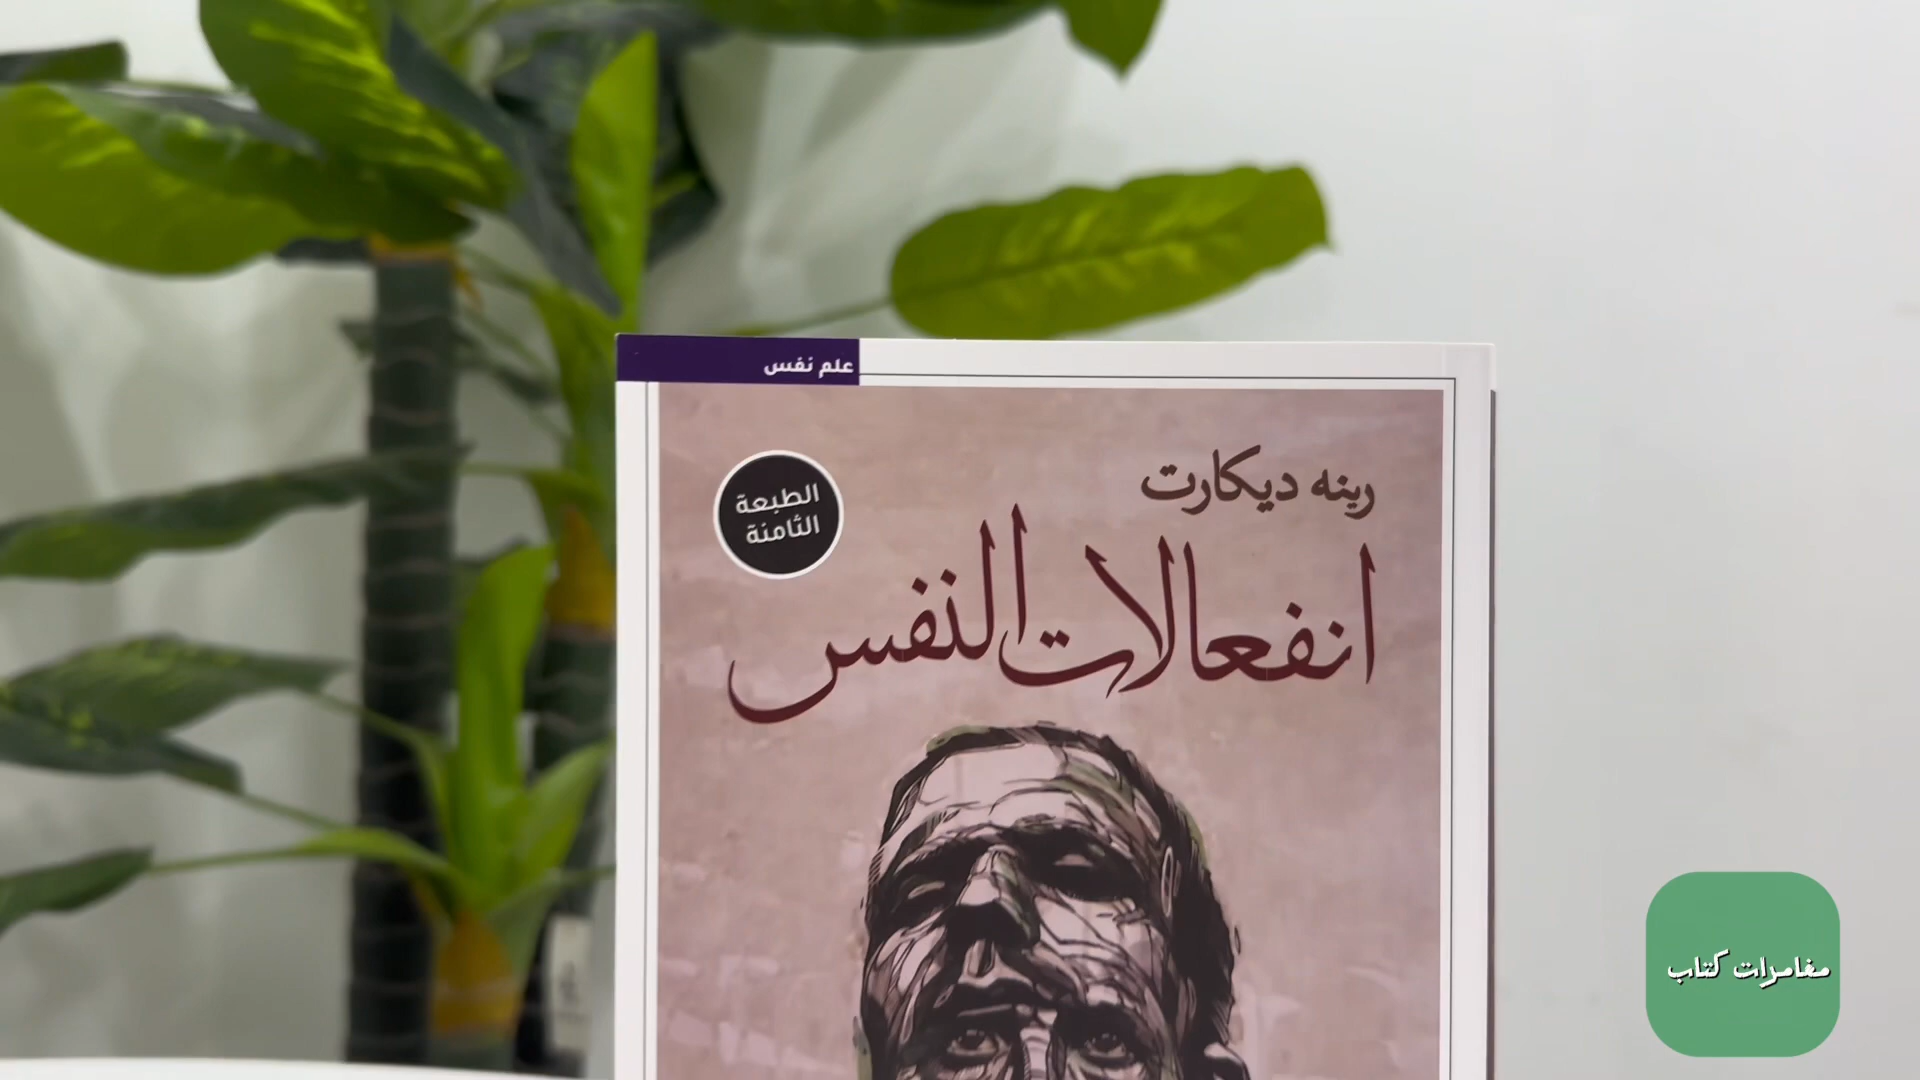 علم نفس
رينه ديكارت
الطبعة
الثامنة
انفعالات النفس
مغامرات كتاب